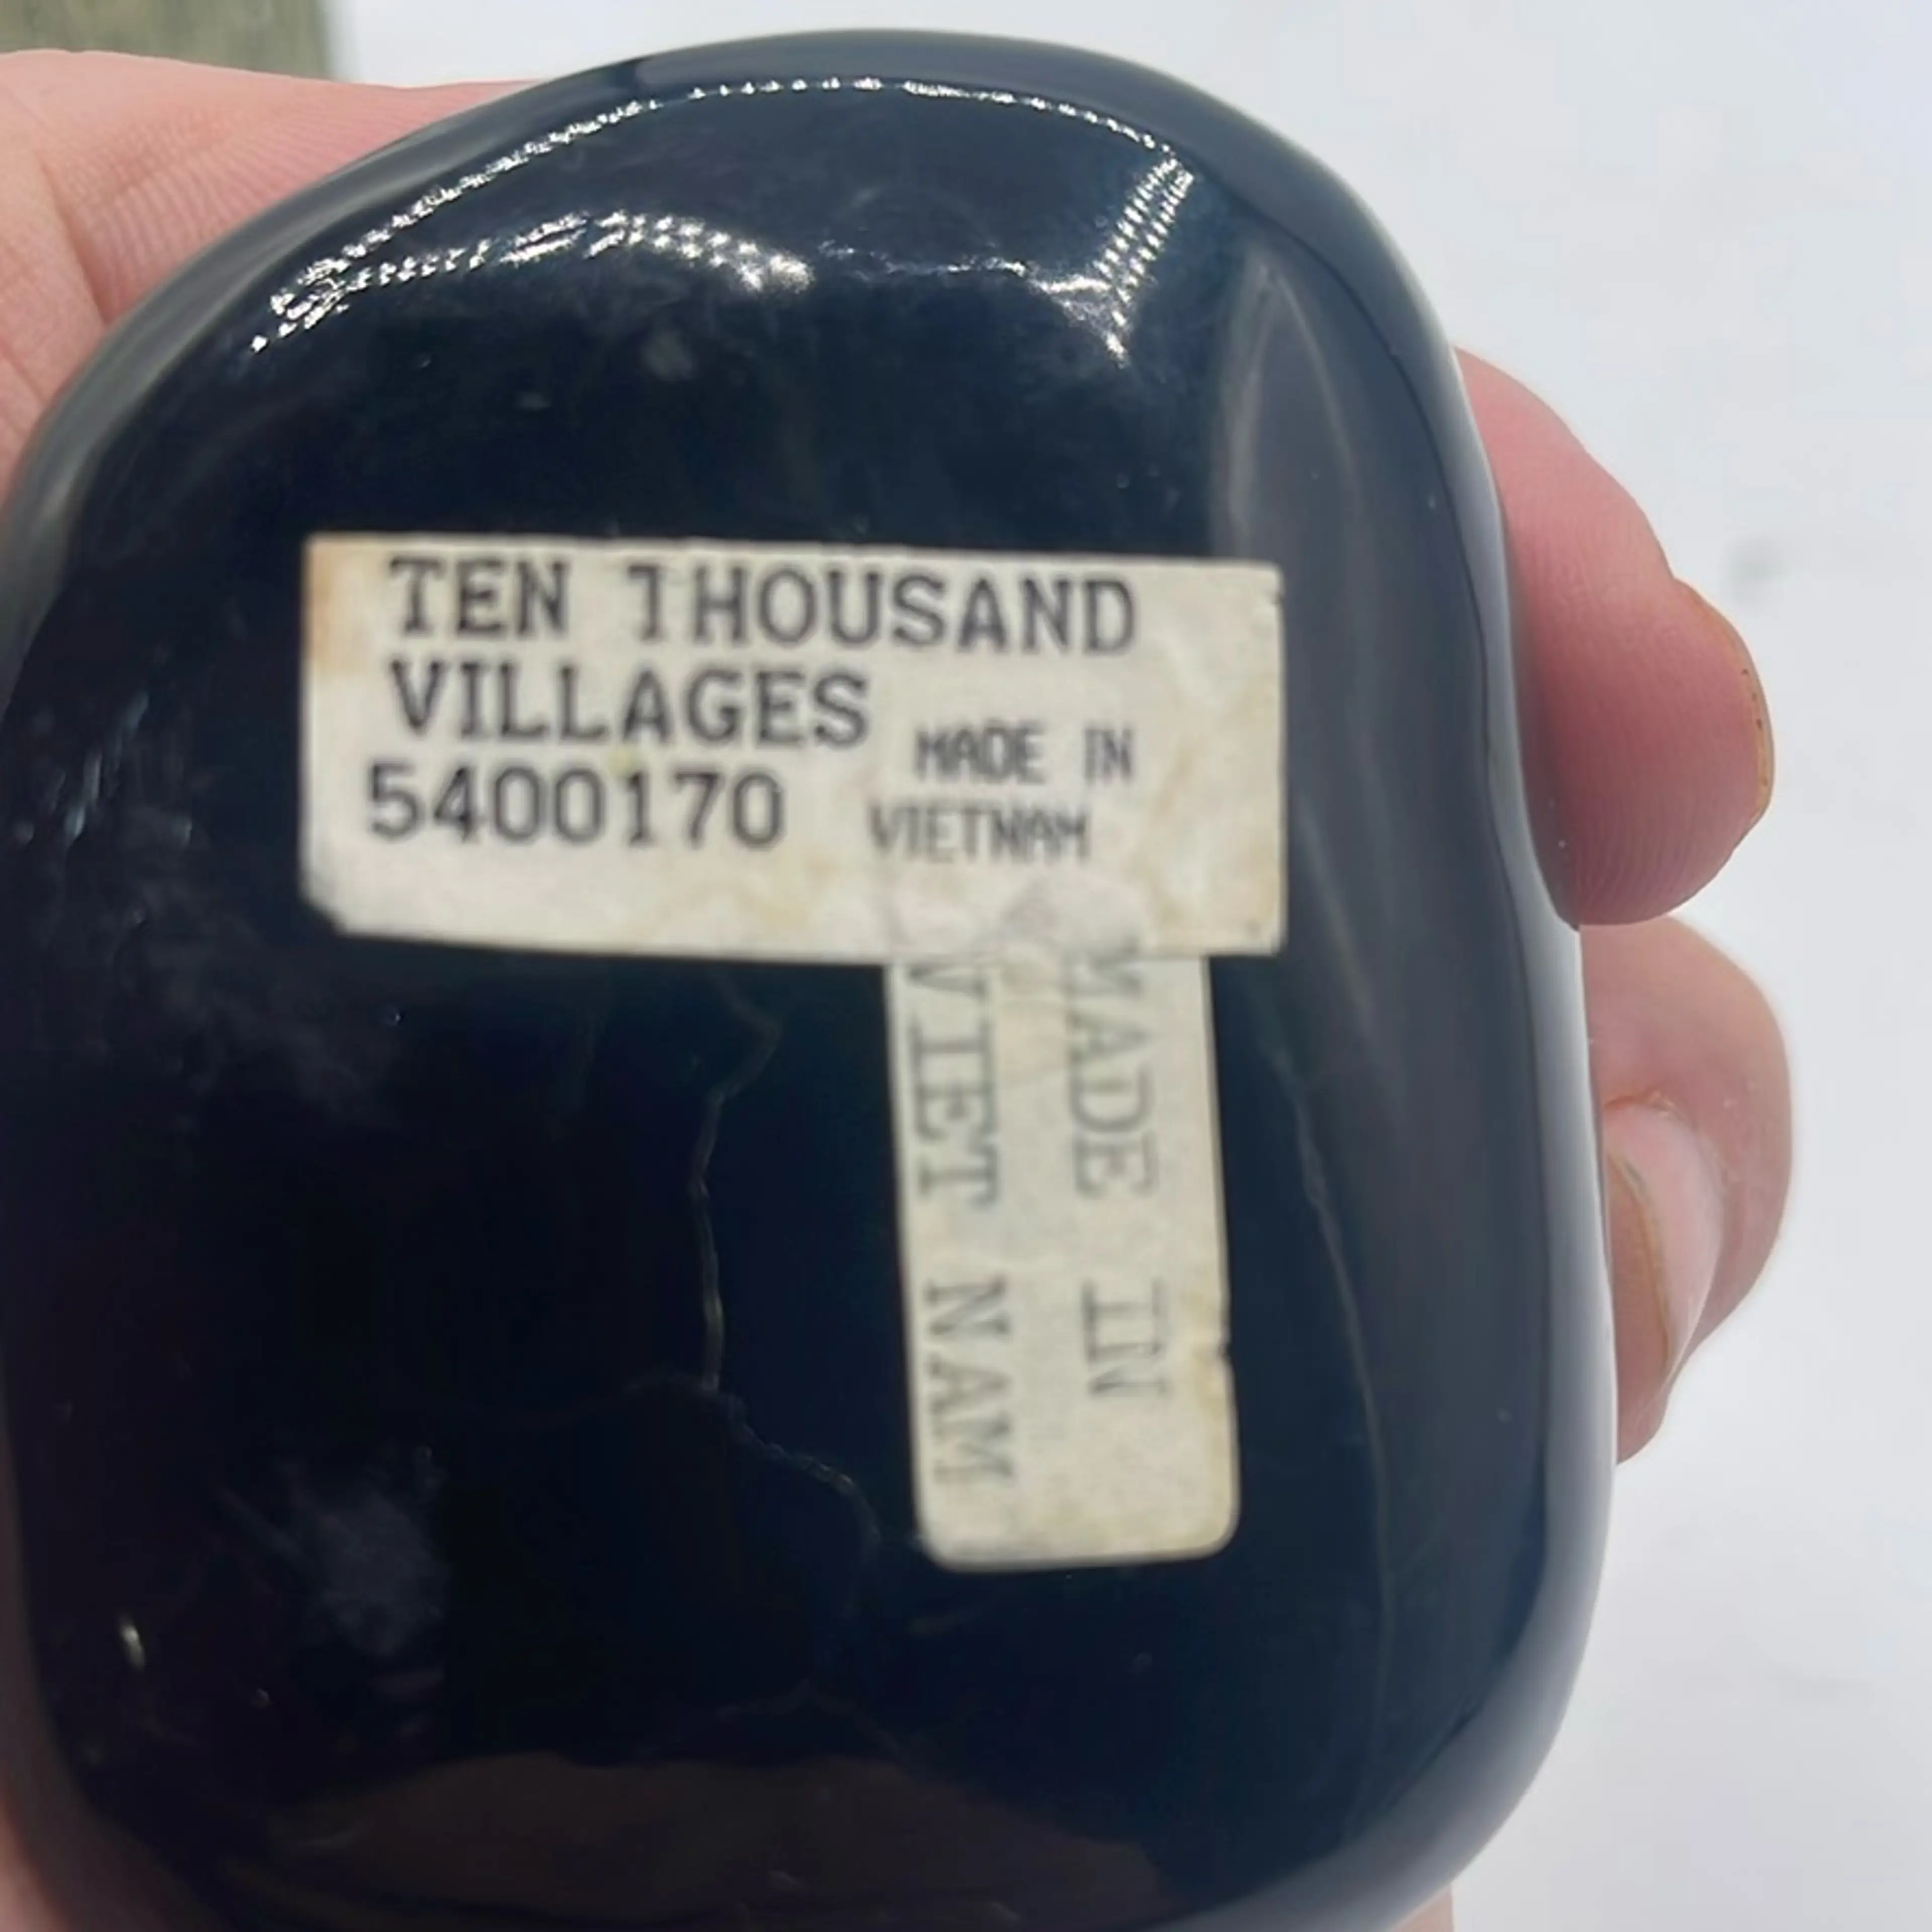 TEN THOUSAND
VILLAGES
5400170
MADE IN
VIETNAM
MADE IN
VIET NAM